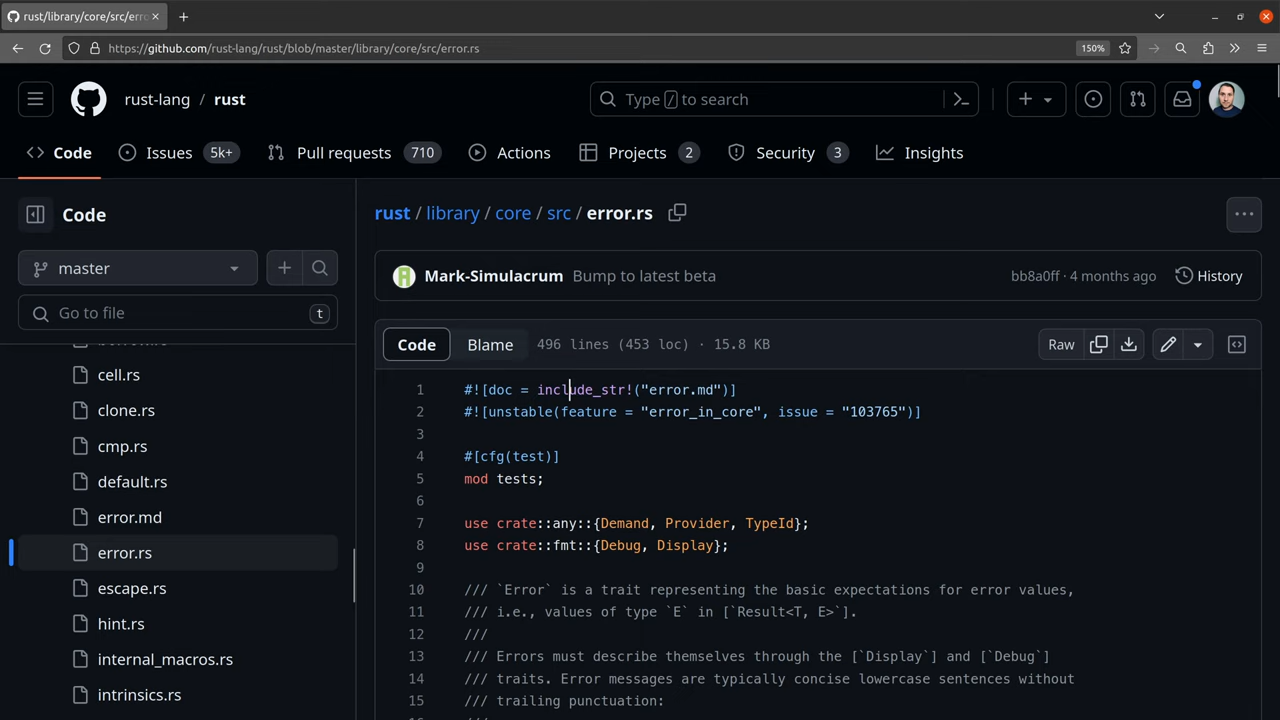 rust/library/core/src/erro
https://github.com/rust-lang/rust/blob/master/library/core/src/error.rs
150%
rust-lang / rust
Type / to search
Code
Issues 5k+
Pull requests 710
Actions
Projects 2
Security 3
Insights
Code
master
Go to file
t
cell.rs
clone.rs
cmp.rs
default.rs
error.md
error.rs
escape.rs
hint.rs
internal_macros.rs
intrinsics.rs
rust / library / core / src / error.rs
Mark-Simulacrum Bump to latest beta
bb8a0ff · 4 months ago
History
Code
Blame
496 lines (453 loc) · 15.8 KB
Raw
1 #![doc = include_str!("error.md")]
2 #![unstable(feature = "error_in_core", issue = "103765")]
3
4 #[cfg(test)]
5 mod tests;
6
7 use crate::any::{Demand, Provider, TypeId};
8 use crate::fmt::{Debug, Display};
9
10 /// `Error` is a trait representing the basic expectations for error values,
11 /// i.e., values of type `E` in [`Result<T, E>`].
12 ///
13 /// Errors must describe themselves through the [`Display`] and [`Debug`]
14 /// traits. Error messages are typically concise lowercase sentences without
15 /// trailing punctuation: